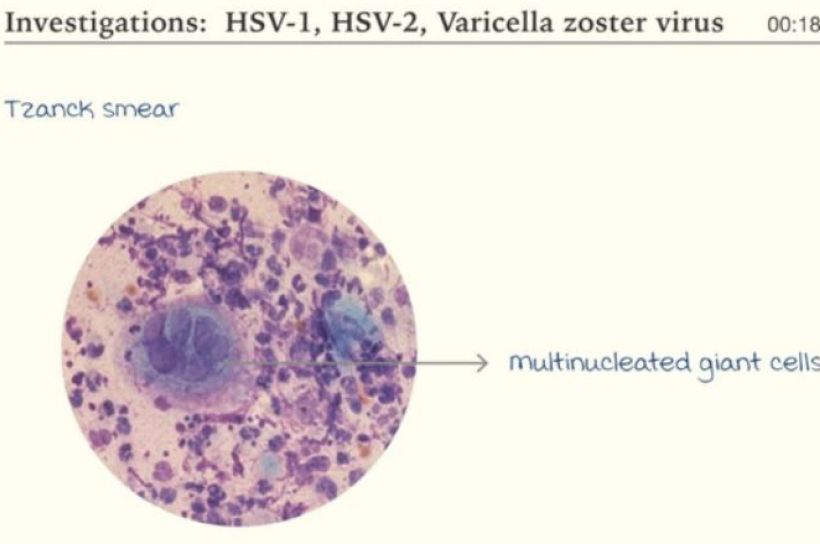 Investigations: HSV-1, HSV-2, Varicella zoster virus 00:18
Tzanck smear
multinucleated giant cells